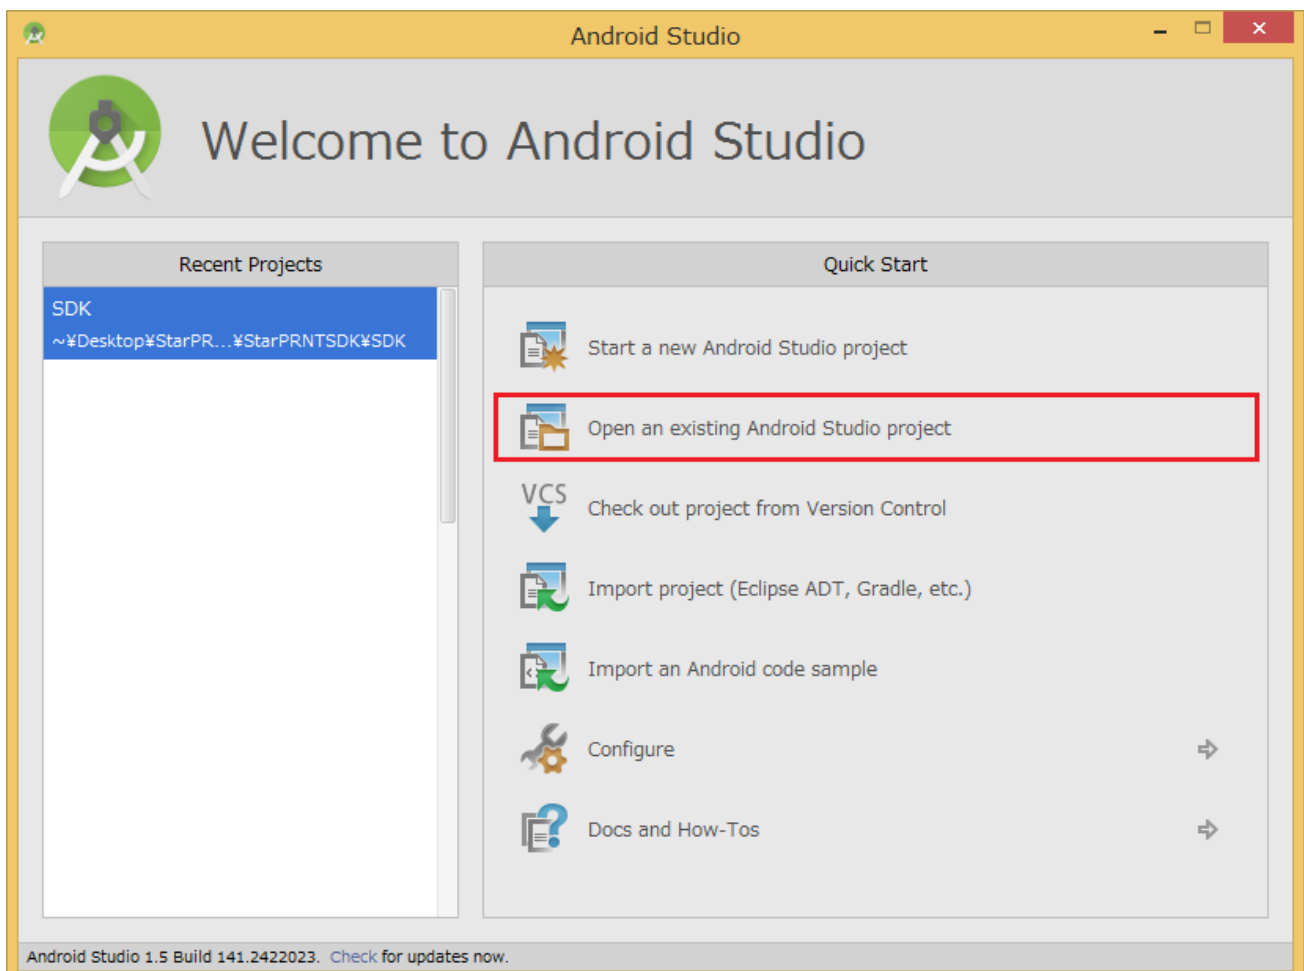 Android Studio
Welcome to Android Studio
Recent Projects
SDK
~¥Desktop¥StarPR...¥StarPRNTSDK¥SDK
Quick Start
Start a new Android Studio project
Open an existing Android Studio project
VCS
Check out project from Version Control
Import project (Eclipse ADT, Gradle, etc.)
Import an Android code sample
Configure
Docs and How-Tos
Android Studio 1.5 Build 141.2422023. Check for updates now.